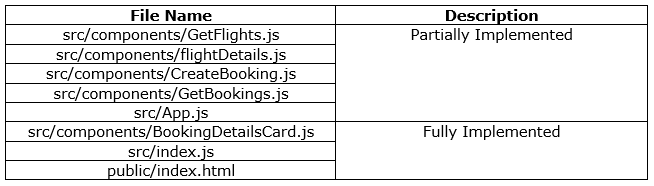 File Name Description
src/components/GetFlights.js Partially Implemented
src/components/flightDetails.js
src/components/CreateBooking.js
src/components/GetBookings.js
src/App.js
src/components/BookingDetailsCard.js Fully Implemented
src/index.js
public/index.html